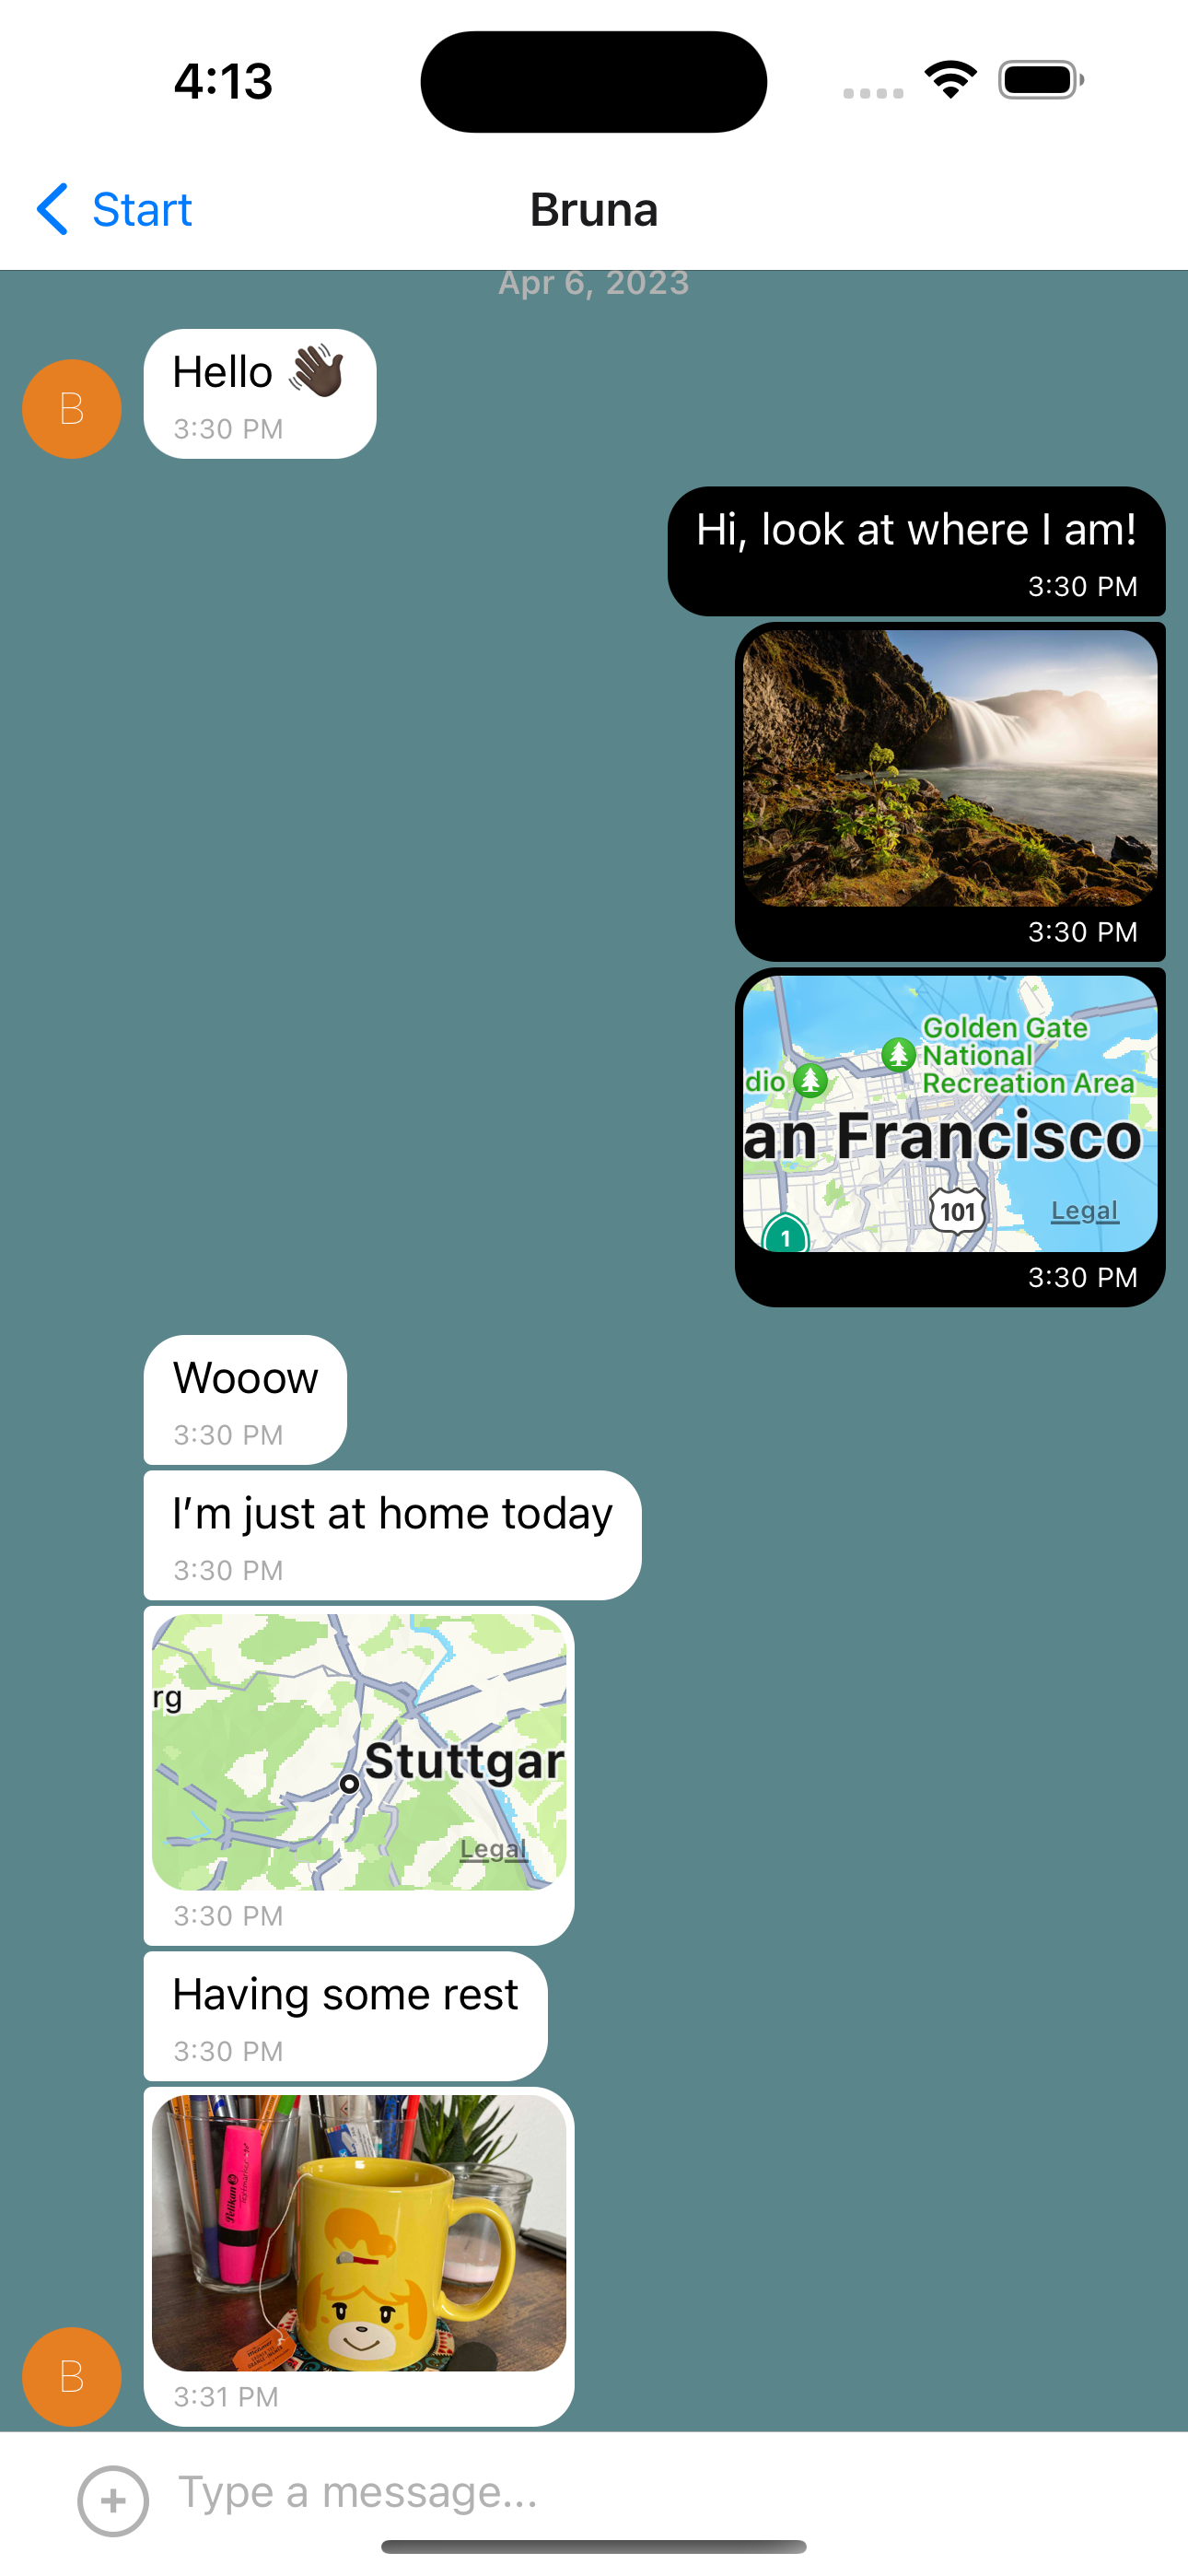 4:13
Start
Bruna
Apr 6, 2023
Hello 👋🏿
3:30 PM
B
Hi, look at where I am!
3:30 PM
3:30 PM
Golden Gate
National
dio
Recreation Area
an Francisco
101
Legal
1
3:30 PM
Wooow
3:30 PM
I’m just at home today
3:30 PM
rg
Stuttgar
Legal
3:30 PM
Having some rest
3:30 PM
Pelikan
Textmarker
B
3:31 PM
Type a message...